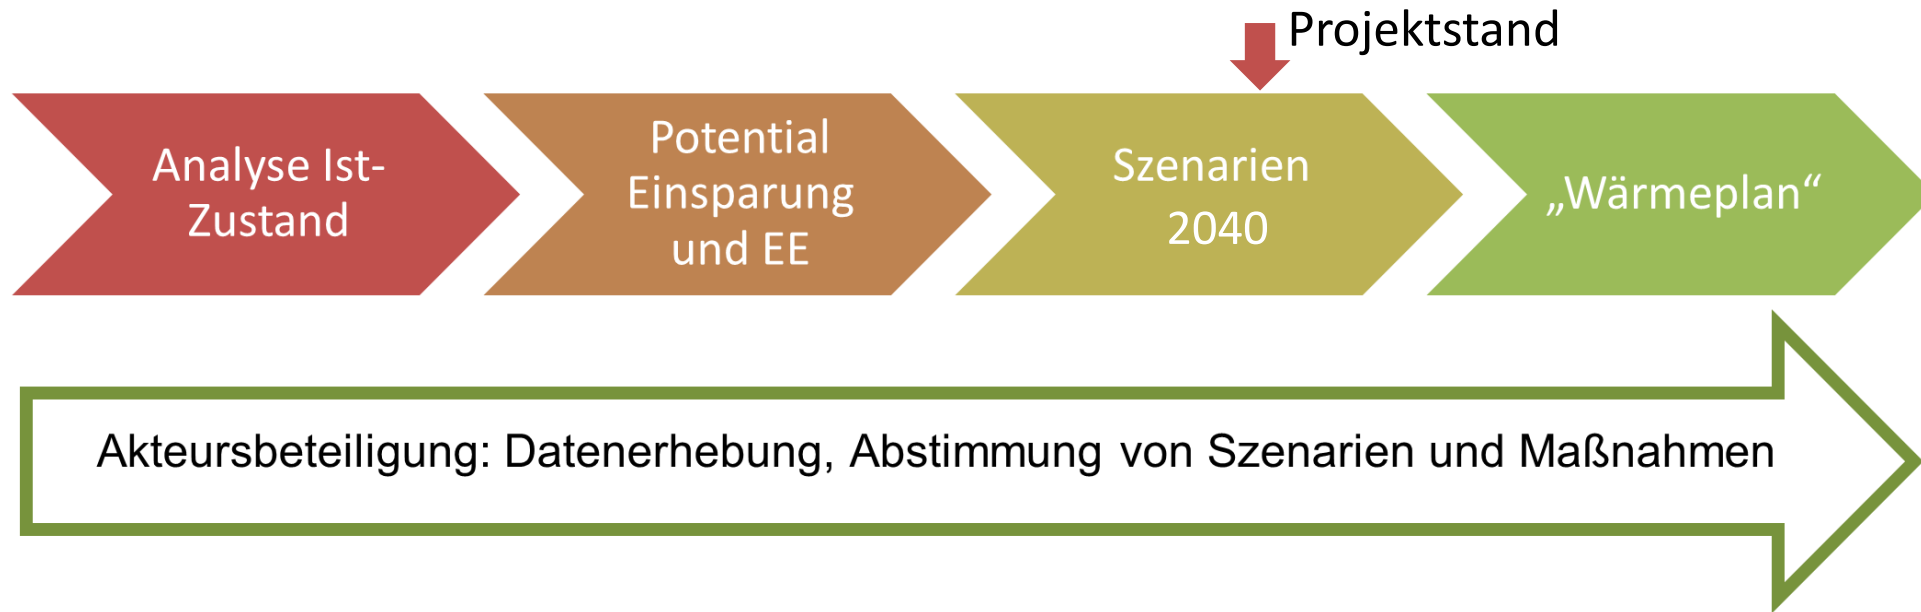 Projektstand
Analyse Ist-
Zustand
Potential
Einsparung
und EE
Szenarien
2040
„Wärmeplan“
Akteursbeteiligung: Datenerhebung, Abstimmung von Szenarien und Maßnahmen